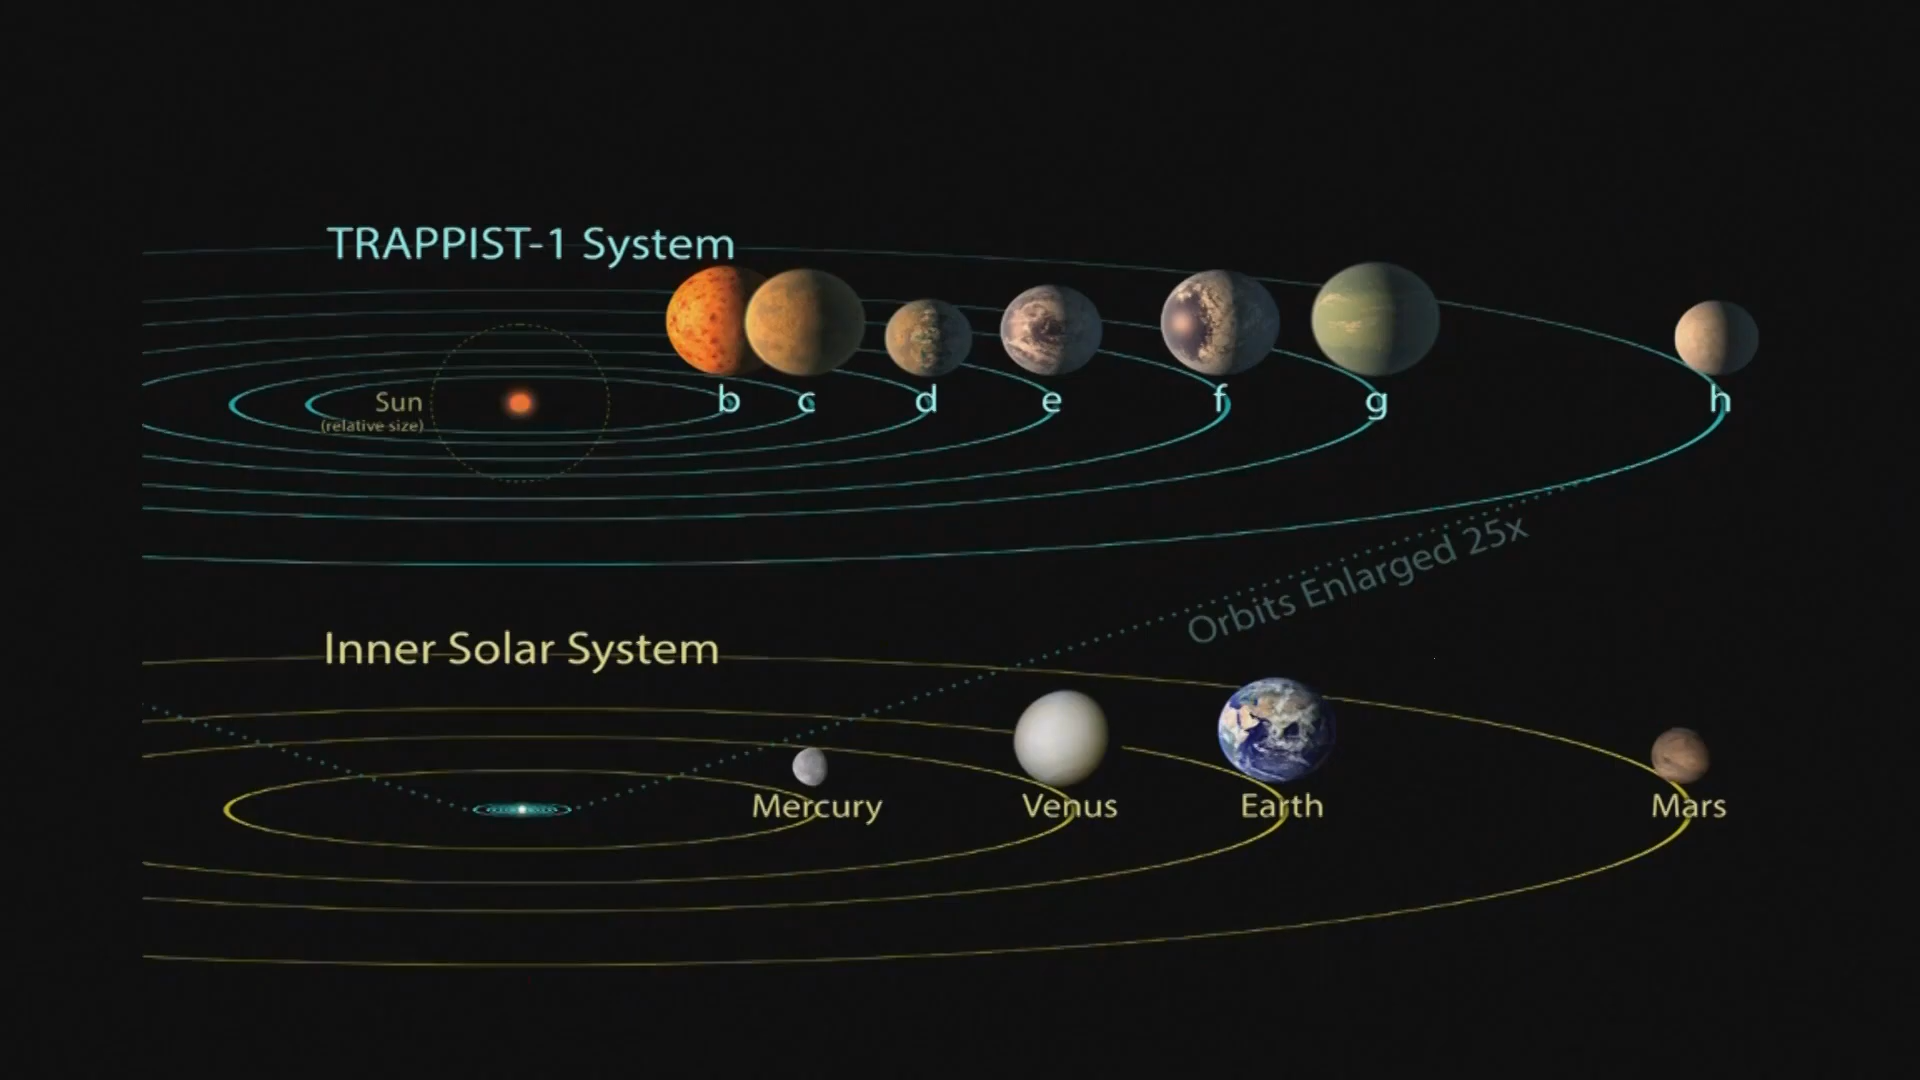 TRAPPIST-1 System
b c d e f g h
Sun
(relative size)
Orbits Enlarged 25x
Inner Solar System
Mercury Venus Earth Mars